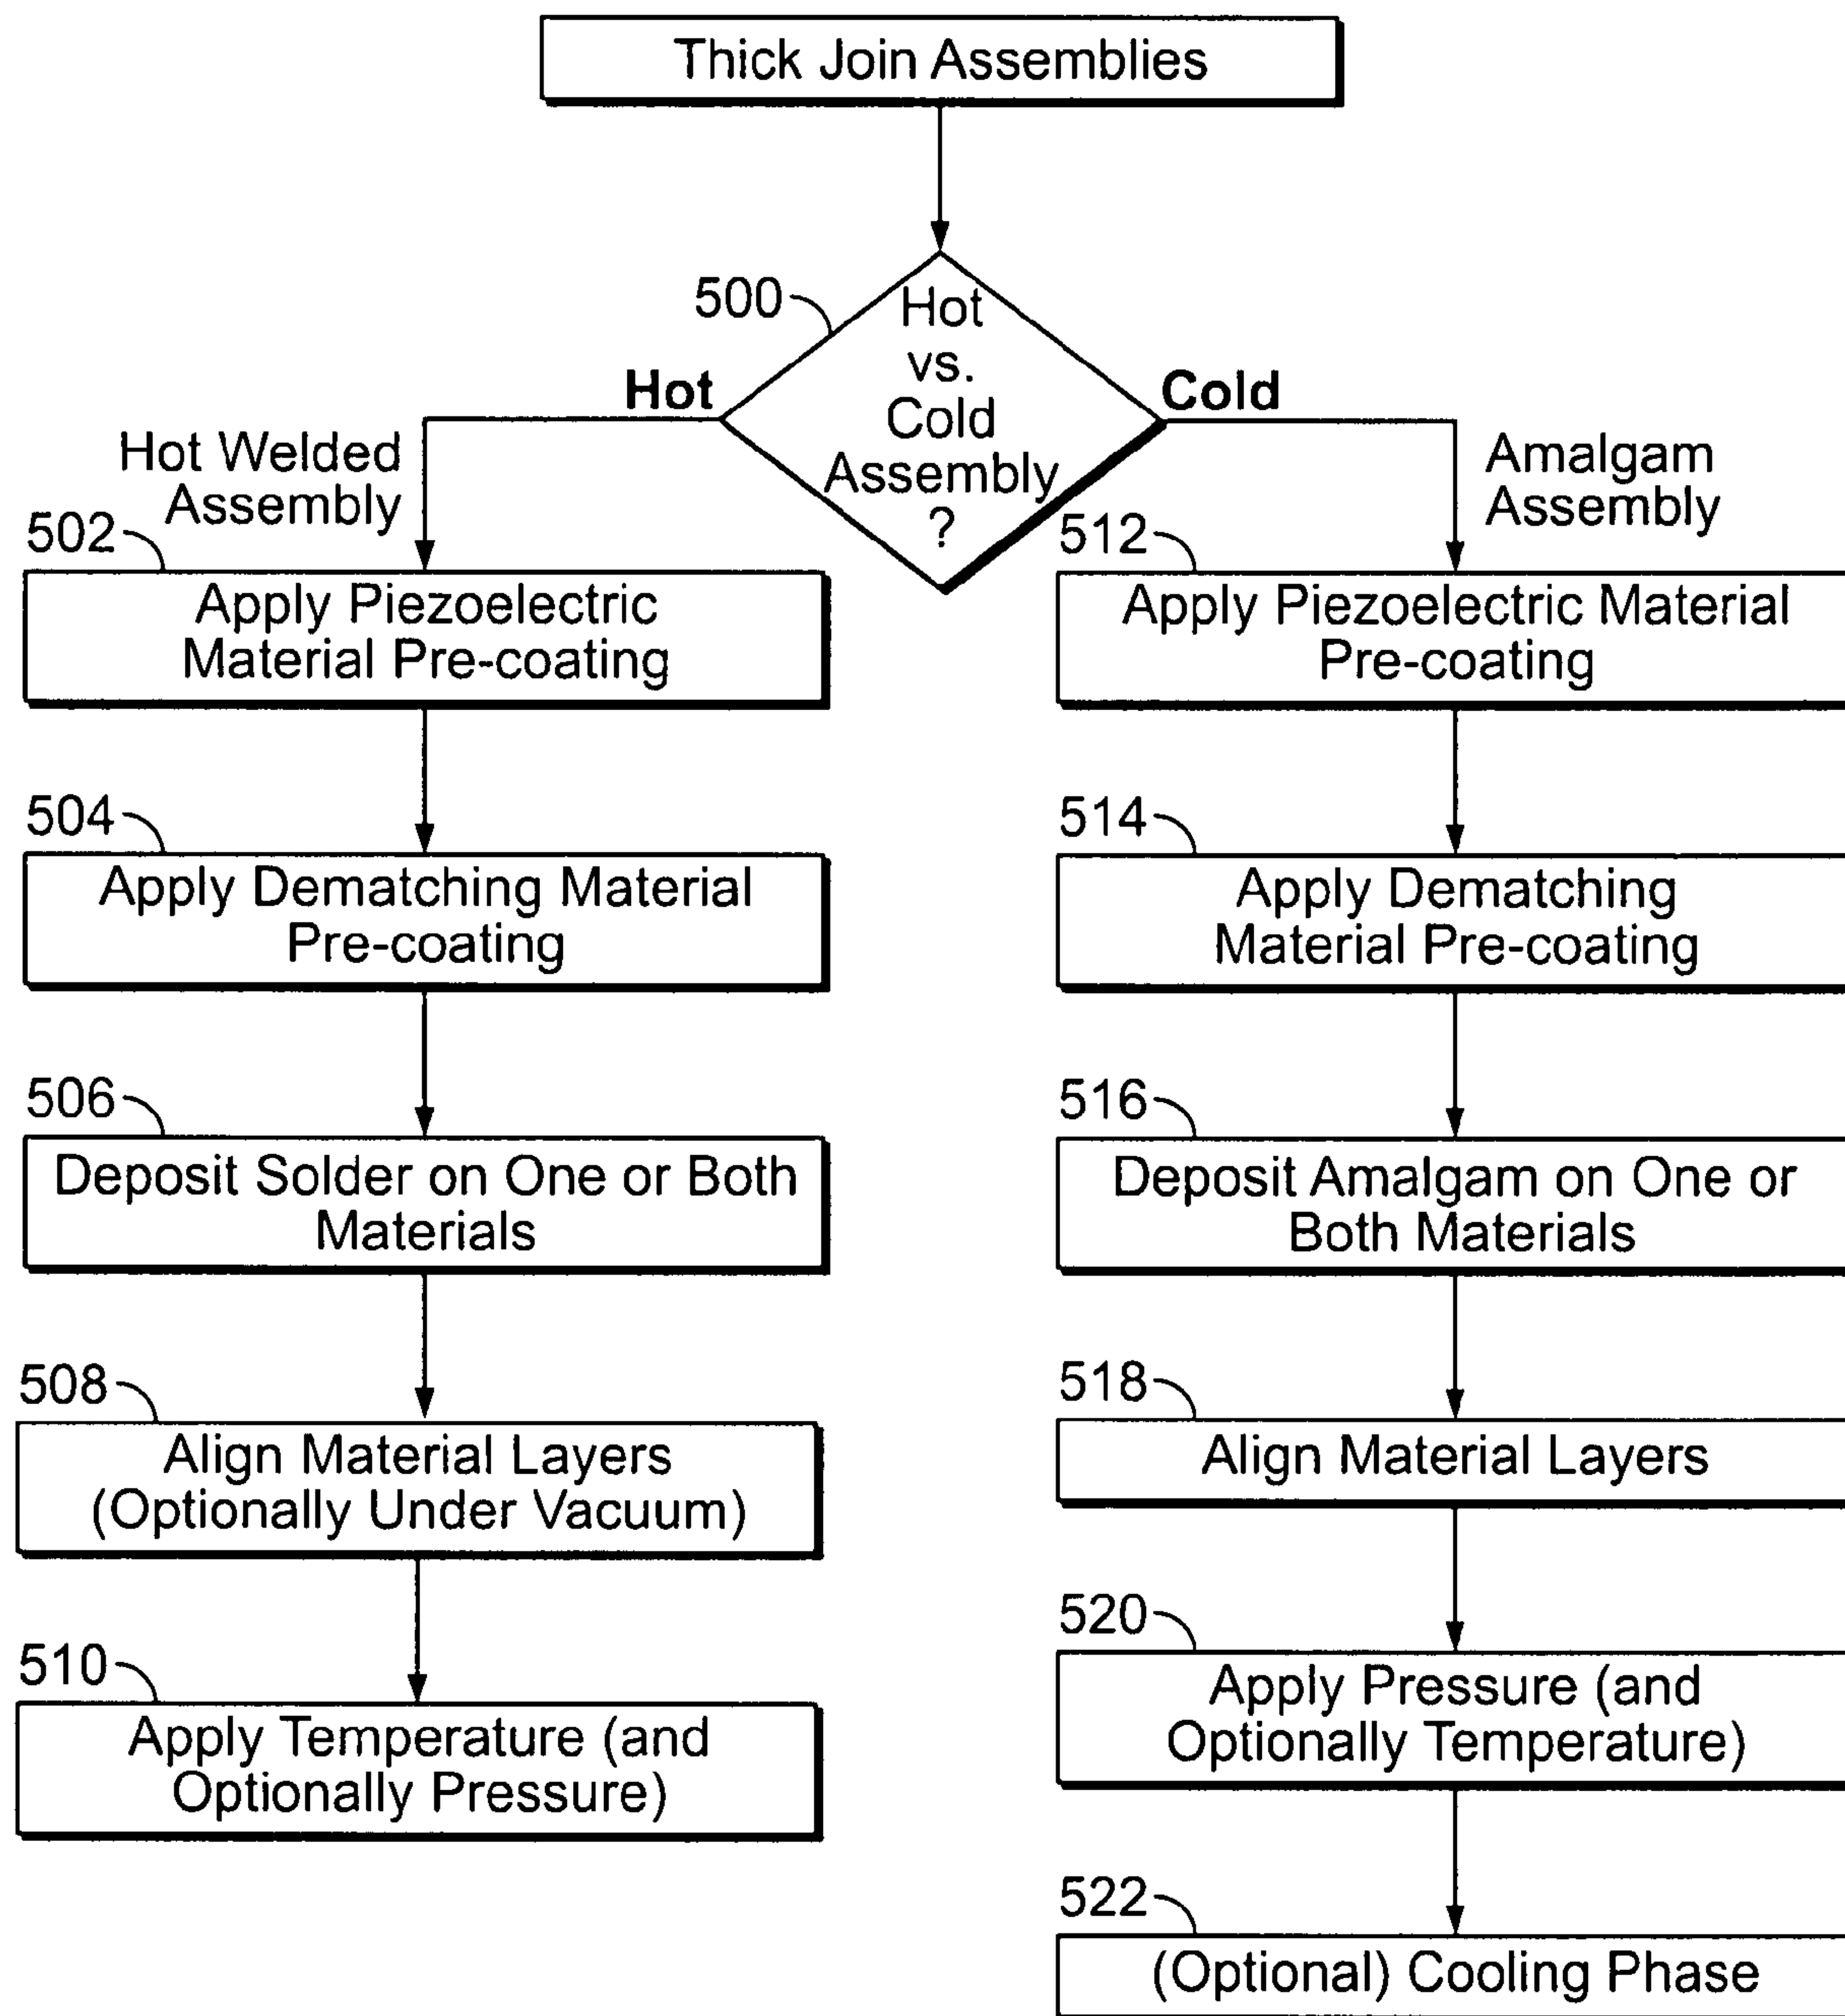 Thick Join Assemblies
500
Hot
vs.
Cold
Assembly
?
Hot
Cold
Hot Welded
Assembly
502
Apply Piezoelectric
Material Pre-coating
504
Apply Dematching Material
Pre-coating
506
Deposit Solder on One or Both
Materials
508
Align Material Layers
(Optionally Under Vacuum)
510
Apply Temperature (and
Optionally Pressure)
Amalgam
Assembly
512
Apply Piezoelectric Material
Pre-coating
514
Apply Dematching
Material Pre-coating
516
Deposit Amalgam on One or
Both Materials
518
Align Material Layers
520
Apply Pressure (and
Optionally Temperature)
522
(Optional) Cooling Phase